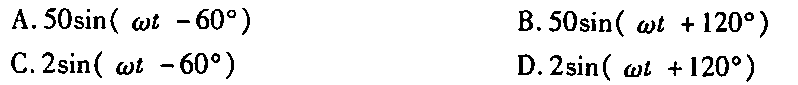 A. 50sin( ωt －60°) B. 50sin( ωt ＋120°)
C. 2sin( ωt －60°) D. 2sin( ωt ＋120°)